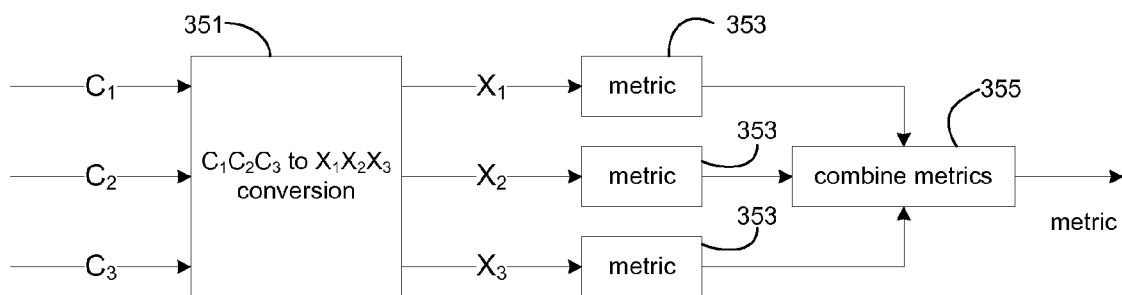 351
353
C₁
X₁
metric
355
353
C₂
C₁C₂C₃ to X₁X₂X₃
conversion
X₂
metric
combine metrics
metric
353
C₃
X₃
metric